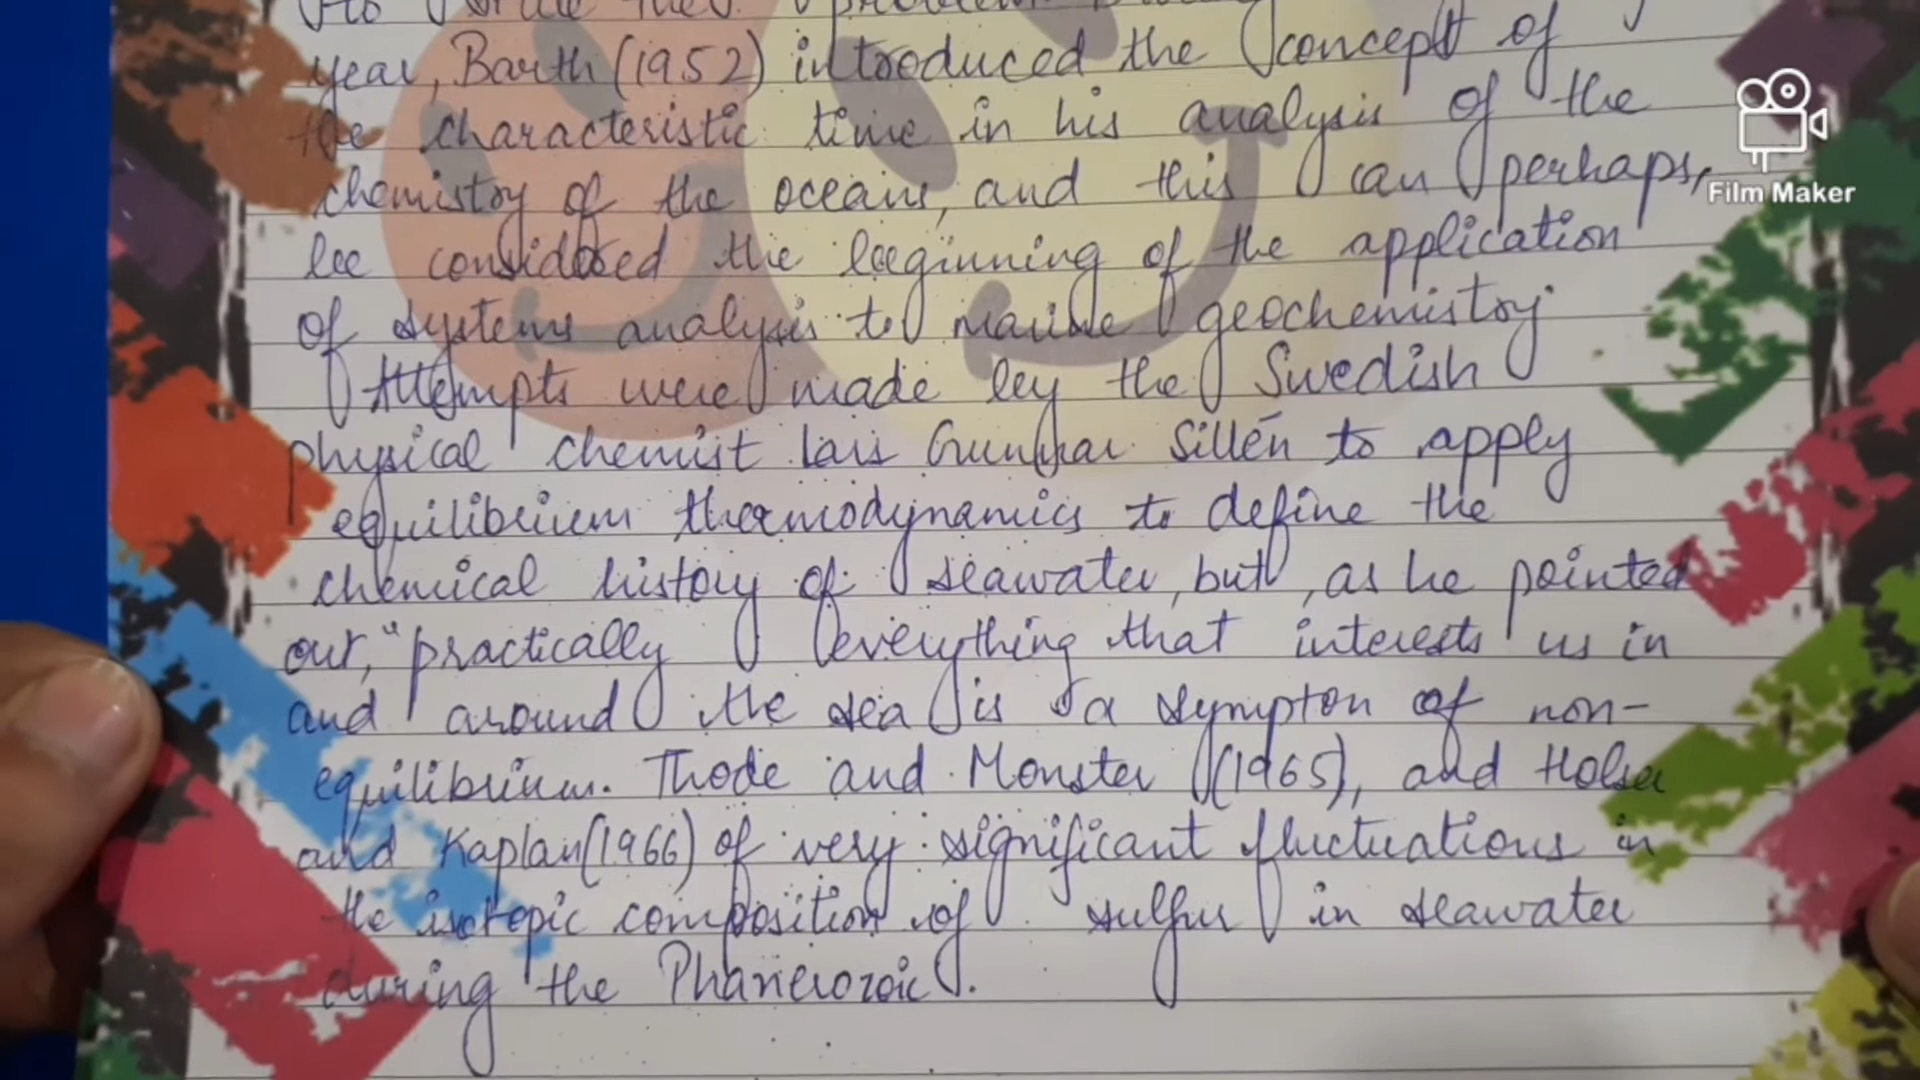 to
year, Barth (1952) introduced the concept of
the characteristic time in his analysis of the
chemistry of the oceans, and this can perhaps,
be considered the beginning of the application
of systems analysis to marine geochemistry.
Attempts were made by the Swedish
physical chemist Lars Gunnar Sillén to apply
equilibrium thermodynamics to define the
chemical history of seawater, but, as he pointed
out, "practically everything that interests us in
and around the sea is a sympton of non-
equilibrium. Thode and Monster (1965), and Holser
and Kaplan (1966) of very significant fluctuations in
the isotopic composition of sulfur in seawater
during the Phanerozoic.
Film Maker